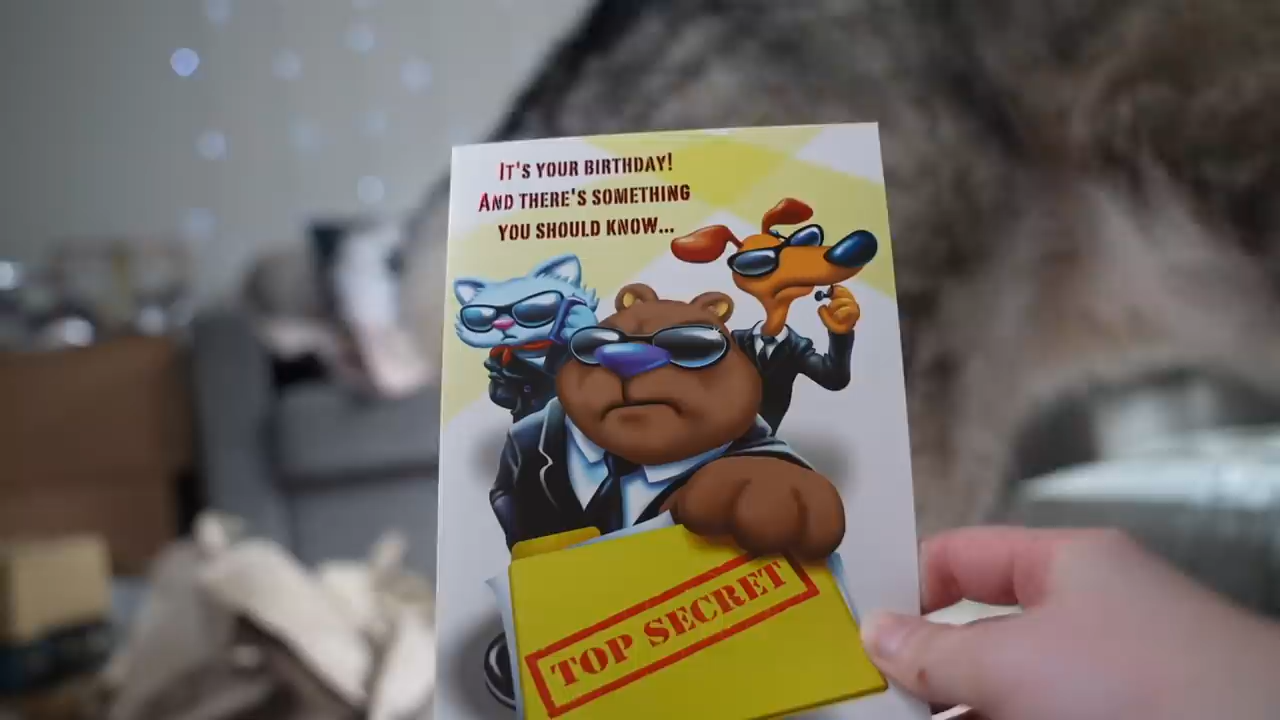 IT'S YOUR BIRTHDAY!
AND THERE'S SOMETHING
YOU SHOULD KNOW...
TOP SECRET